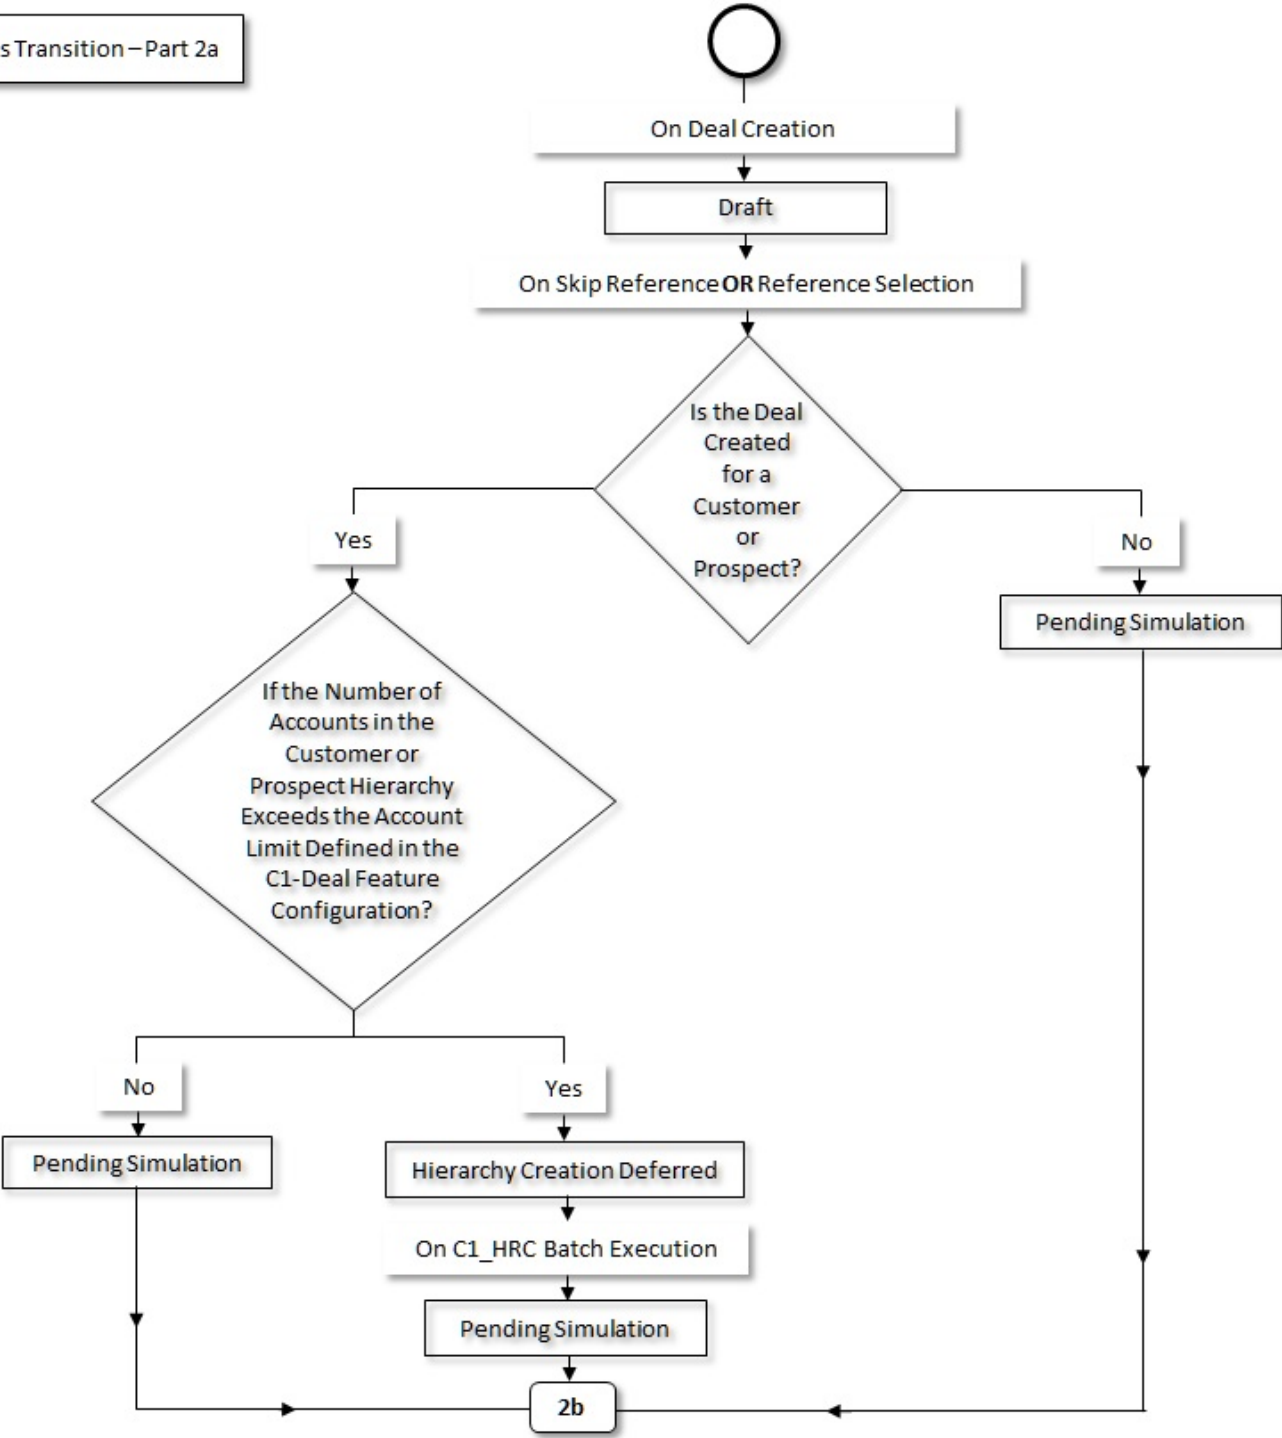 s Transition – Part 2a
On Deal Creation
Draft
On Skip Reference OR Reference Selection
Is the Deal
Created
for a
Customer
or
Prospect?
Yes
No
Pending Simulation
If the Number of
Accounts in the
Customer or
Prospect Hierarchy
Exceeds the Account
Limit Defined in the
C1-Deal Feature
Configuration?
No
Yes
Pending Simulation
Hierarchy Creation Deferred
On C1_HRC Batch Execution
Pending Simulation
2b